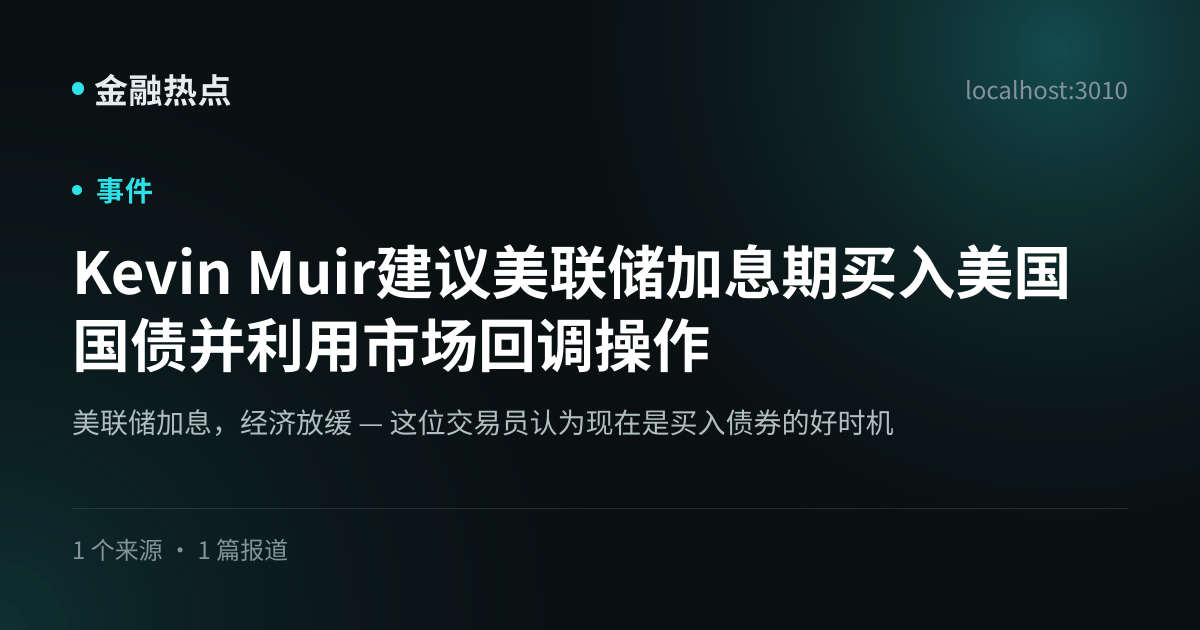 金融热点
localhost:3010
事件
Kevin Muir建议美联储加息期买入美国
国债并利用市场回调操作
美联储加息，经济放缓 — 这位交易员认为现在是买入债券的好时机
1 个来源 · 1 篇报道